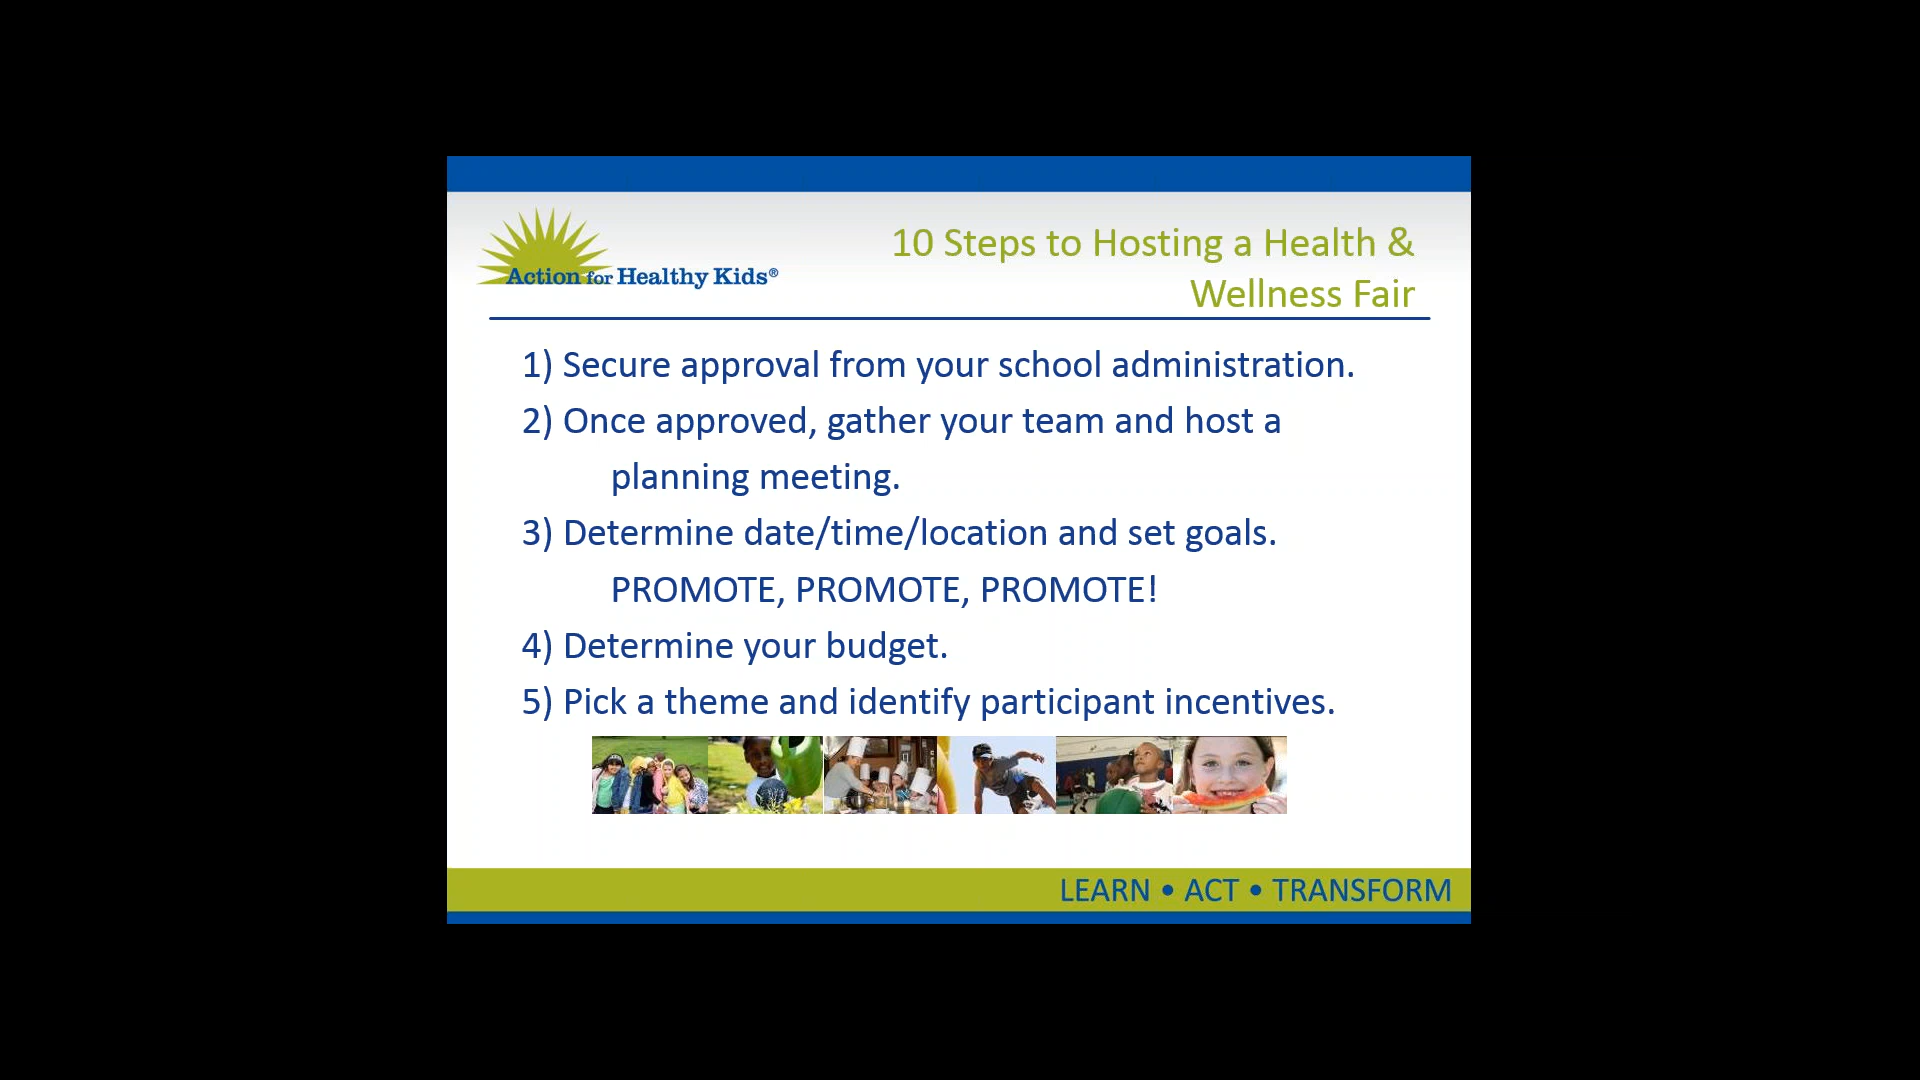 Action for Healthy Kids®
10 Steps to Hosting a Health &
Wellness Fair
1) Secure approval from your school administration.
2) Once approved, gather your team and host a
planning meeting.
3) Determine date/time/location and set goals.
PROMOTE, PROMOTE, PROMOTE!
4) Determine your budget.
5) Pick a theme and identify participant incentives.
LEARN • ACT • TRANSFORM